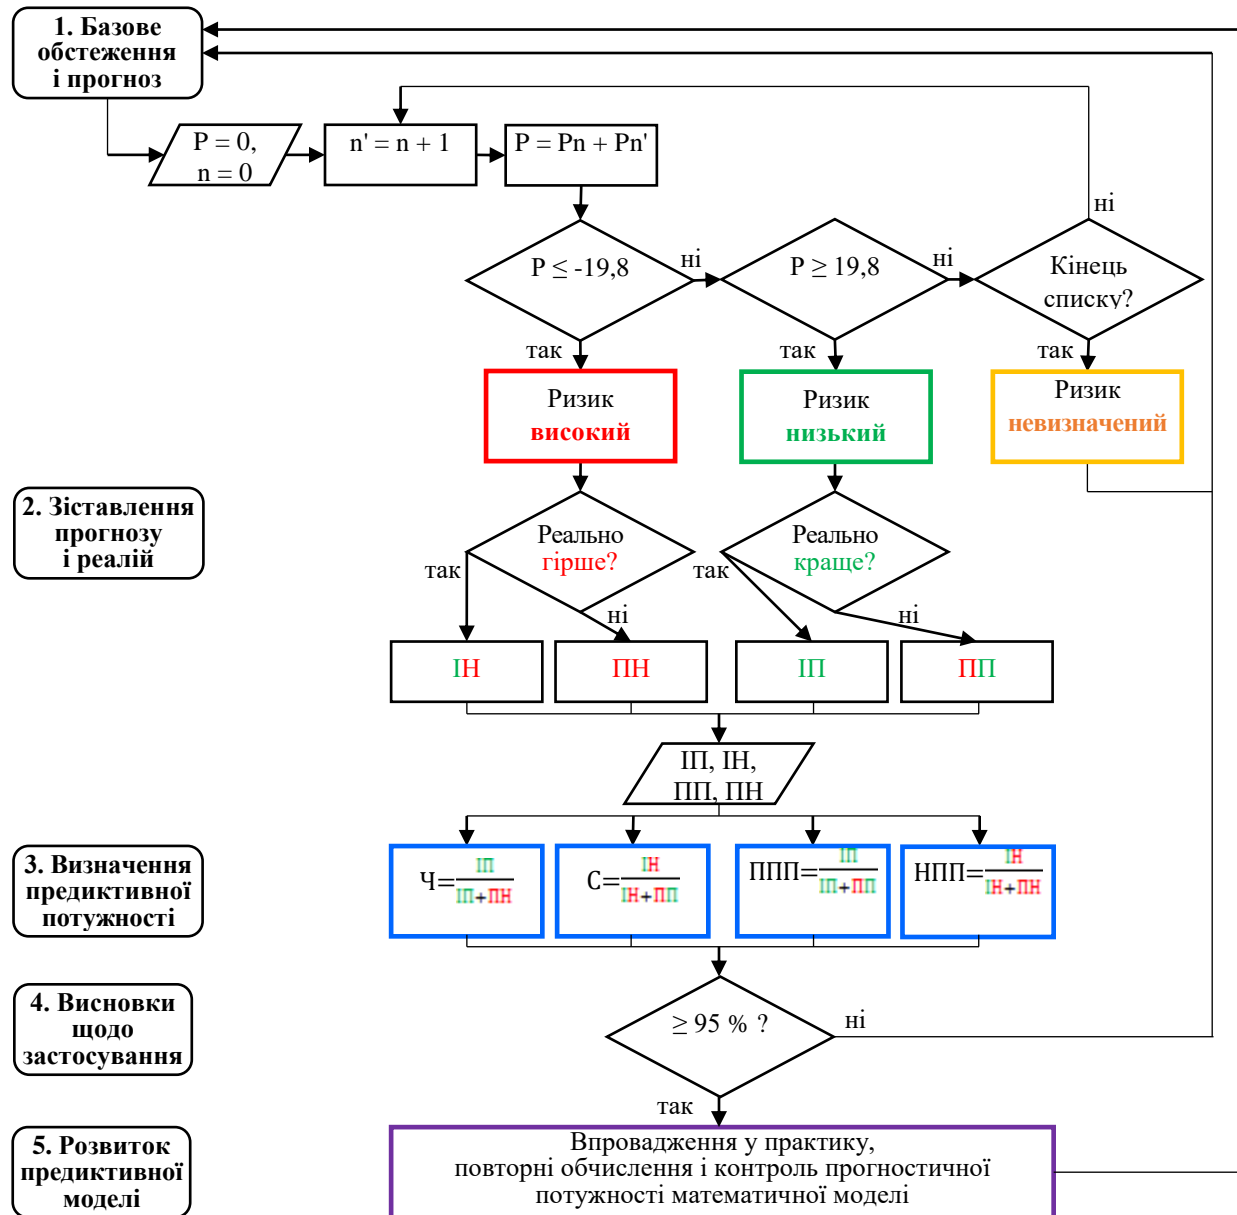 1. Базове
обстеження
і прогноз
P = 0,
n = 0
n' = n + 1
P = Pn + Pn'
ні
P ≤ -19,8
ні
P ≥ 19,8
ні
Кінець
списку?
так
так
так
Ризик
високий
Ризик
низький
Ризик
невизначений
2. Зіставлення
прогнозу
і реалій
Реально
гірше?
Реально
краще?
так
ні
так
ні
ІН
ПН
ІП
ПП
ІП, ІН,
ПП, ПН
3. Визначення
предиктивної
потужності
Ч=ІП/(ІП+ПН)
С=ІН/(ІН+ПП)
ППП=ІП/(ІП+ПП)
НПП=ІН/(ІН+ПН)
4. Висновки
щодо
застосування
≥ 95 % ?
ні
так
5. Розвиток
предиктивної
моделі
Впровадження у практику,
повторні обчислення і контроль прогностичної
потужності математичної моделі